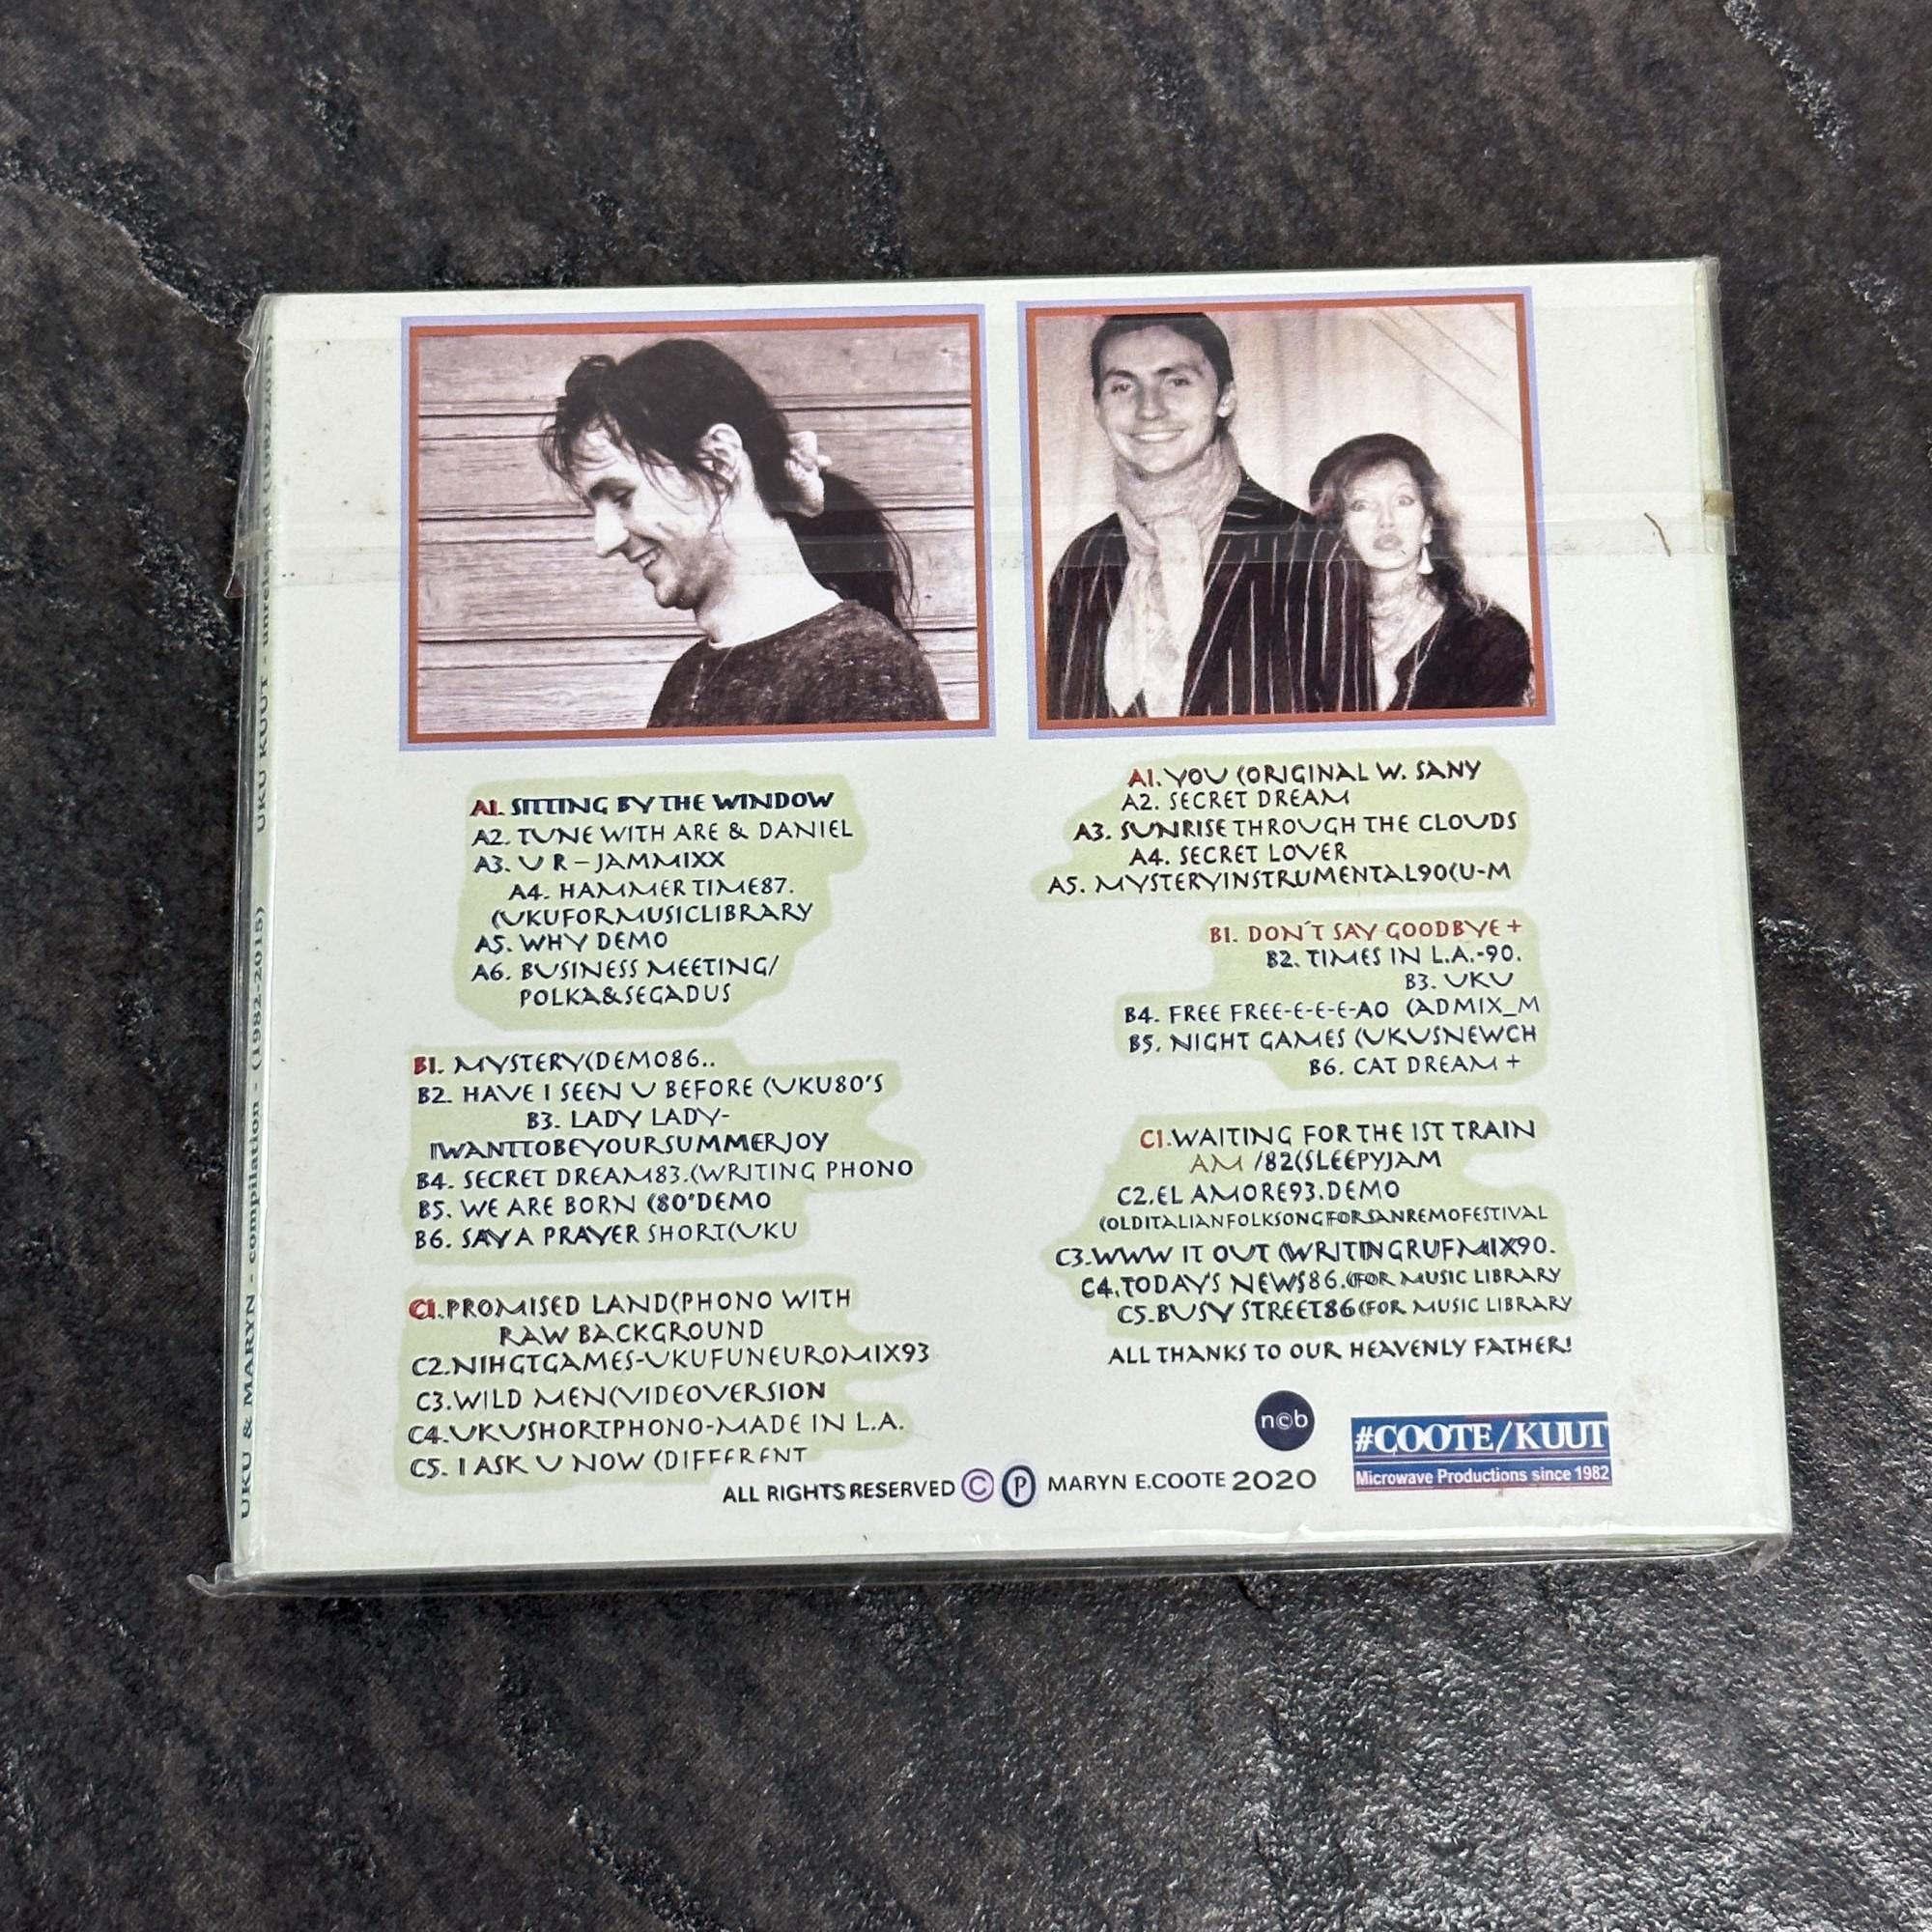 A1. SITTING BY THE WINDOW
A2. TUNE WITH ARE & DANIEL
A3. U R – JAMMIXX
A4. HAMMER TIME87.
(UKUFORMUSICLIBRARY
A5. WHY DEMO
A6. BUSINESS MEETING/
POLKA&SEGADUS
B1. MYSTERY(DEMO86..
B2. HAVE I SEEN U BEFORE (UKU80'S
B3. LADY LADY-
IWANTTOBEYOURSUMMERJOY
B4. SECRET DREAM83.(WRITING PHONO
B5. WE ARE BORN (80'DEMO
B6. SAY A PRAYER SHORT(UKU
C1.PROMISED LAND(PHONO WITH
RAW BACKGROUND
C2.NIHGTGAMES-UKUFUNEUROMIX93
C3.WILD MEN(VIDEOVERSION
C4.UKUSHORTPHONO-MADE IN L.A.
C5. I ASK U NOW (DIFFERENT
A1. YOU (ORIGINAL W. SANY
A2. SECRET DREAM
A3. SUNRISE THROUGH THE CLOUDS
A4. SECRET LOVER
A5. MYSTERYINSTRUMENTAL90(U-M
B1. DON´T SAY GOODBYE +
B2. TIMES IN L.A.-90.
B3. UKU
B4. FREE FREE-E-E-E-AO (ADMIX_M
B5. NIGHT GAMES (UKUSNEWCH
B6. CAT DREAM +
C1.WAITING FOR THE 1ST TRAIN
AM /82(SLEEPYJAM
C2.EL AMORE93.DEMO
(OLDITALIANFOLKSONGFORSANREMOFESTIVAL
C3.WWW IT OUT (WRITINGRUFMIX90.
C4.TODAY'S NEWS86.(FOR MUSIC LIBRARY
C5.BUSY STREET86(FOR MUSIC LIBRARY
ALL THANKS TO OUR HEAVENLY FATHER!
n©b
#COOTE/KUUT
Microwave Productions since 1982
ALL RIGHTS RESERVED © ℗ MARYN E.COOTE 2020
UKU & MARYN - compilation - (1982-2015)
UKU KUUT - unreleased (1982-2015)